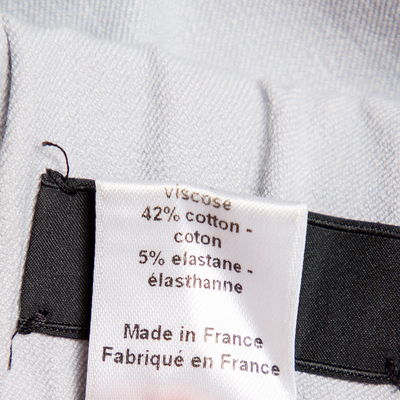 viscose
42% cotton -
coton
5% elastane -
élasthanne
Made in France
Fabriqué en France